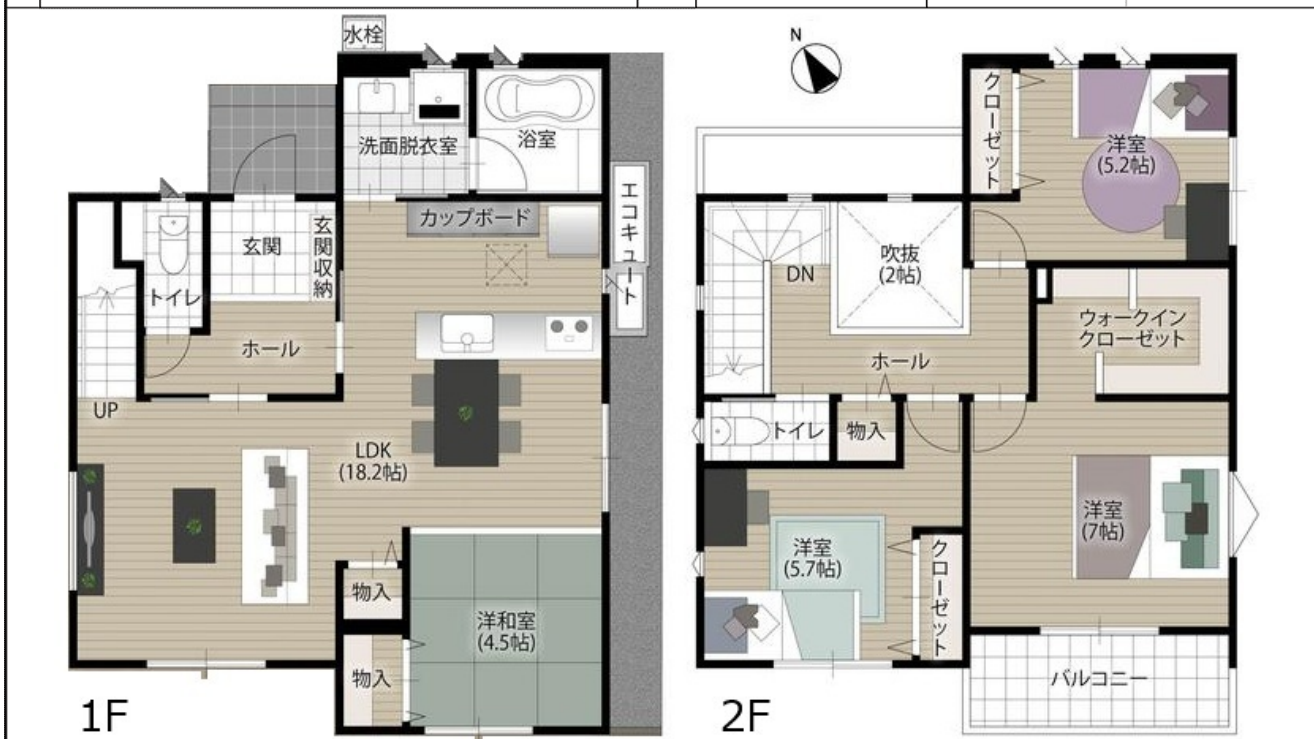 水栓
洗面脱衣室
浴室
エコキュート
カップボード
玄関
玄関収納
トイレ
ホール
UP
LDK
(18.2帖)
物入
物入
洋和室
(4.5帖)
1F
N
クローゼット
洋室
(5.2帖)
吹抜
(2帖)
DN
ウォークイン
クローゼット
ホール
トイレ
物入
洋室
(7帖)
洋室
(5.7帖)
クローゼット
バルコニー
2F